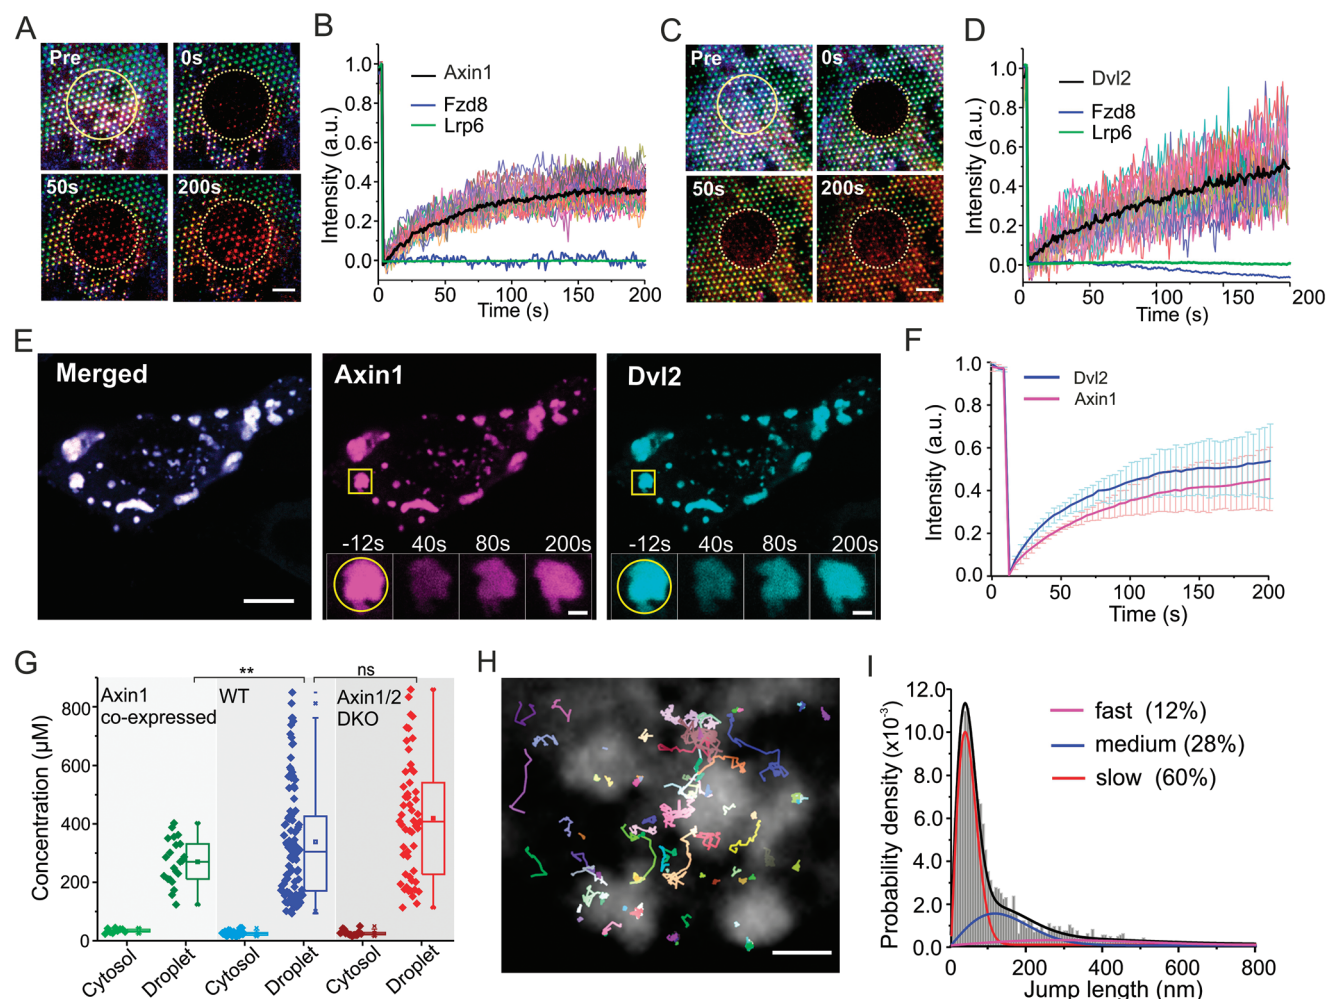 A
Pre
0s
50s
200s
B
Intensity (a.u.)
1.0
0.8
0.6
0.4
0.2
0.0
Axin1
Fzd8
Lrp6
0
50
100
150
200
Time (s)
C
Pre
0s
50s
200s
D
Intensity (a.u.)
1.0
0.8
0.6
0.4
0.2
0.0
Dvl2
Fzd8
Lrp6
0
50
100
150
200
Time (s)
E
Merged
Axin1
-12s 40s 80s 200s
Dvl2
-12s 40s 80s 200s
F
Intensity (a.u.)
1.0
0.8
0.6
0.4
0.2
0.0
Dvl2
Axin1
0
50
100
150
200
Time (s)
G
Concentration (µM)
800
600
400
200
0
** ns
Axin1
co-expressed
WT
Axin1/2
DKO
Cytosol
Droplet
Cytosol
Droplet
Cytosol
Droplet
H
I
Probability density (x10⁻³)
12.0
10.0
8.0
6.0
4.0
2.0
0.0
fast (12%)
medium (28%)
slow (60%)
0
200
400
600
800
Jump length (nm)